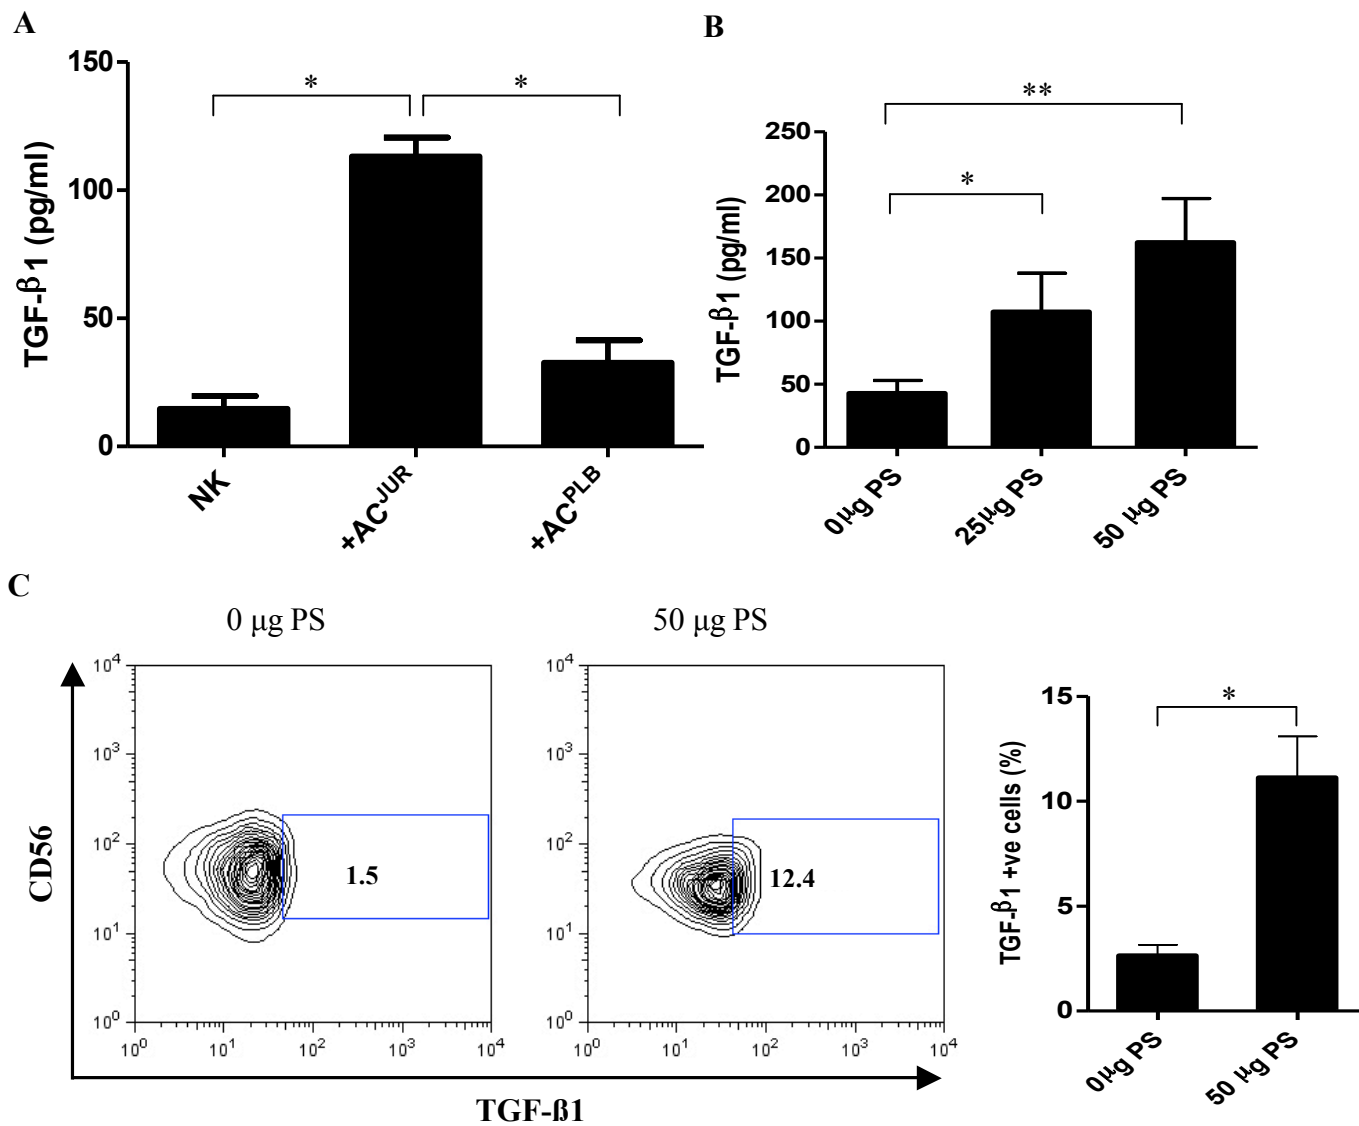 A
TGF-β1 (pg/ml)
150
100
50
0
*
*
NK
+AC^JUR
+AC^PLB
B
TGF-β1 (pg/ml)
250
200
150
100
50
0
*
**
0µg PS
25µg PS
50 µg PS
C
0 µg PS
50 µg PS
CD56
10^4
10^3
10^2
10^1
10^0
1.5
10^0 10^1 10^2 10^3 10^4
10^4
10^3
10^2
10^1
10^0
12.4
10^0 10^1 10^2 10^3 10^4
TGF-ß1
TGF-β1 +ve cells (%)
15
10
5
0
*
0µg PS
50 µg PS